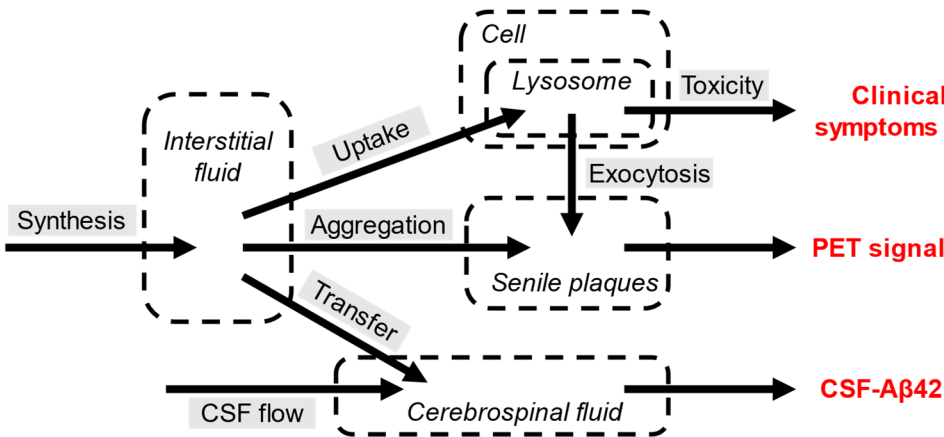 Cell
Lysosome
Toxicity
Clinical
symptoms
Interstitial
fluid
Uptake
Exocytosis
Synthesis
Aggregation
PET signal
Senile plaques
Transfer
CSF flow
Cerebrospinal fluid
CSF-Aβ42